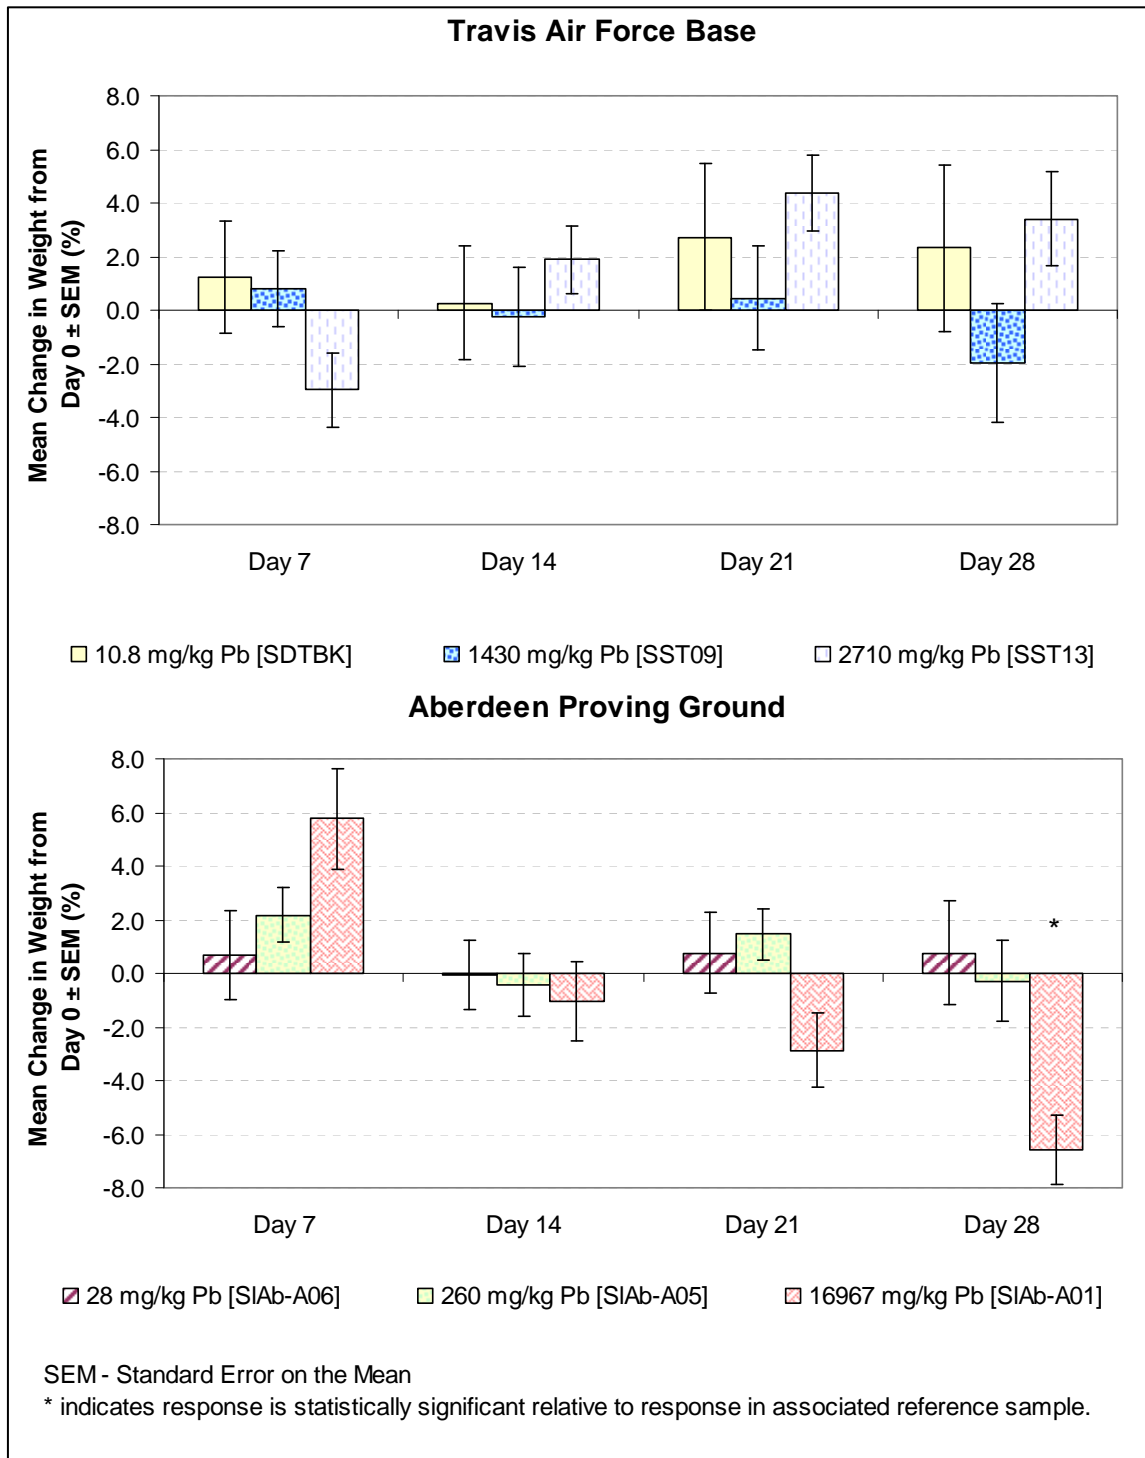 Travis Air Force Base
Mean Change in Weight from
Day 0 ± SEM (%)
8.0
6.0
4.0
2.0
0.0
-2.0
-4.0
-6.0
-8.0
Day 7 Day 14 Day 21 Day 28
10.8 mg/kg Pb [SDTBK] 1430 mg/kg Pb [SST09] 2710 mg/kg Pb [SST13]
Aberdeen Proving Ground
Mean Change in Weight from
Day 0 ± SEM (%)
8.0
6.0
4.0
2.0
0.0
-2.0
-4.0
-6.0
-8.0
*
Day 7 Day 14 Day 21 Day 28
28 mg/kg Pb [SIAb-A06] 260 mg/kg Pb [SIAb-A05] 16967 mg/kg Pb [SIAb-A01]
SEM - Standard Error on the Mean
* indicates response is statistically significant relative to response in associated reference sample.